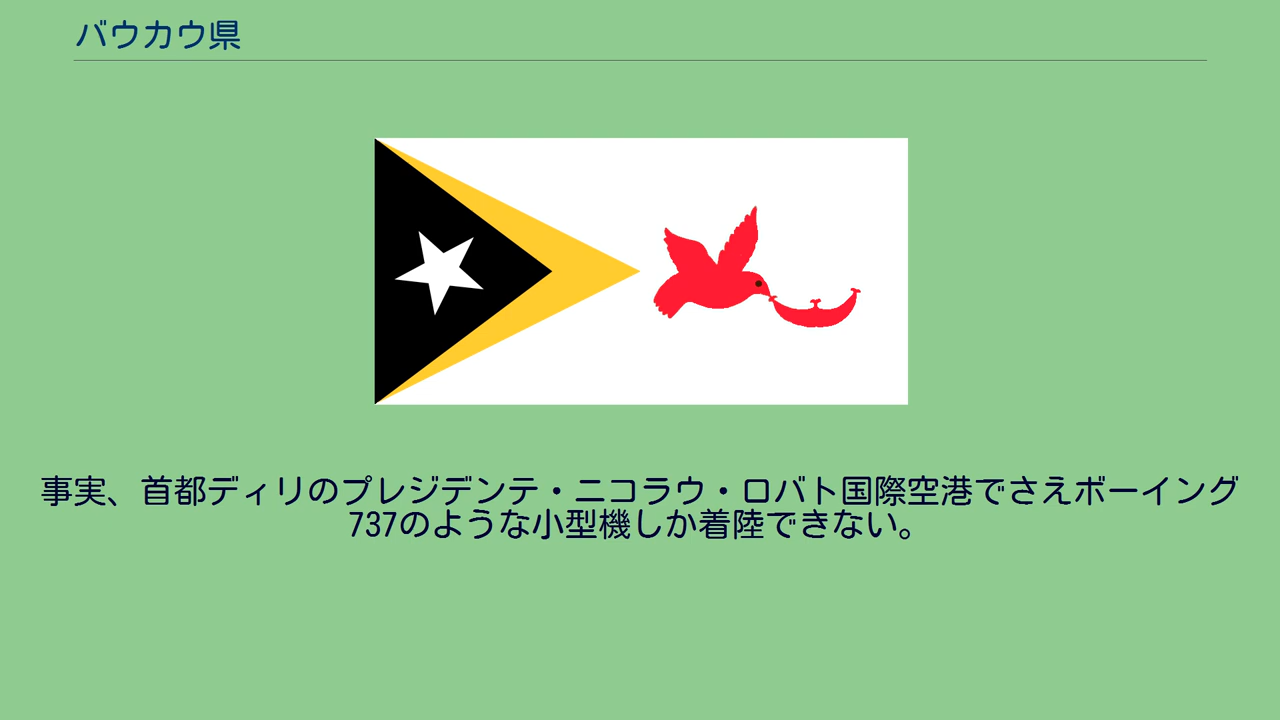 バウカウ県
事実、首都ディリのプレジデンテ・ニコラウ・ロバト国際空港でさえボーイング
737のような小型機しか着陸できない。